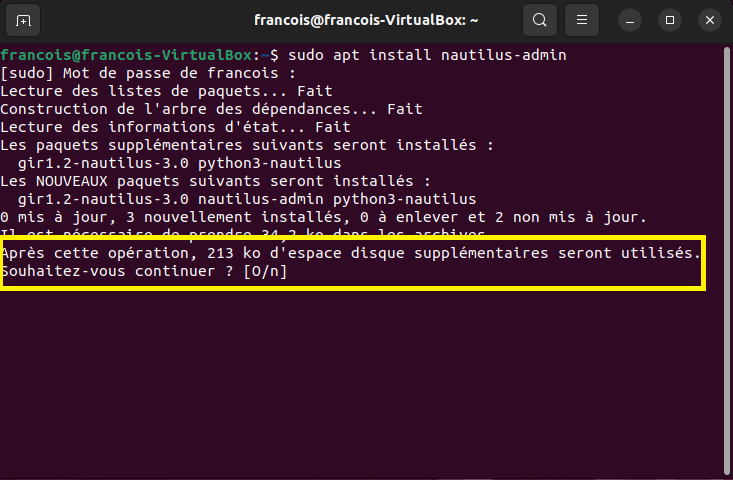 francois@francois-VirtualBox: ~
francois@francois-VirtualBox:~$ sudo apt install nautilus-admin
[sudo] Mot de passe de francois :
Lecture des listes de paquets... Fait
Construction de l'arbre des dépendances... Fait
Lecture des informations d'état... Fait
Les paquets supplémentaires suivants seront installés :
  gir1.2-nautilus-3.0 python3-nautilus
Les NOUVEAUX paquets suivants seront installés :
  gir1.2-nautilus-3.0 nautilus-admin python3-nautilus
0 mis à jour, 3 nouvellement installés, 0 à enlever et 2 non mis à jour.
Il est nécessaire de prendre 34,2 ko dans les archives.
Après cette opération, 213 ko d'espace disque supplémentaires seront utilisés.
Souhaitez-vous continuer ? [O/n]